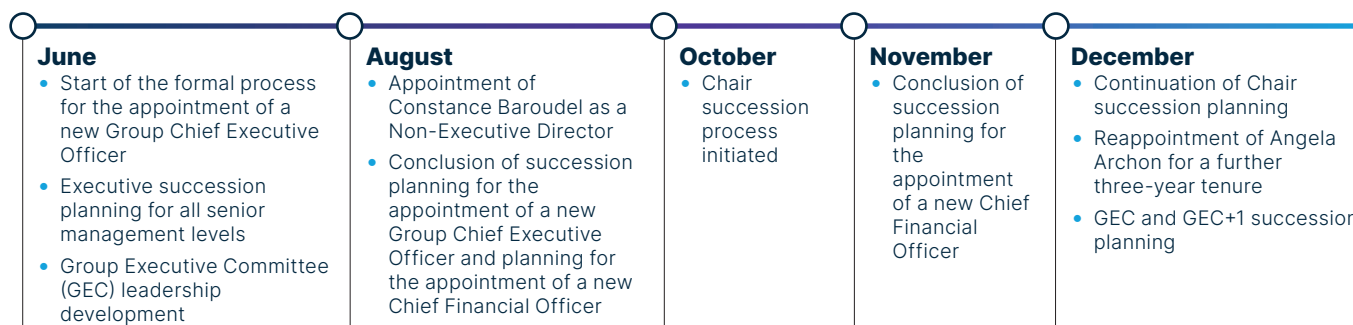 June
Start of the formal process
for the appointment of a
new Group Chief Executive
Officer
Executive succession
planning for all senior
management levels
Group Executive Committee
(GEC) leadership
development
August
Appointment of
Constance Baroudel as a
Non-Executive Director
Conclusion of succession
planning for the
appointment of a new
Group Chief Executive
Officer and planning for
the appointment of a new
Chief Financial Officer
October
Chair
succession
process
initiated
November
Conclusion of
succession
planning for
the
appointment
of a new Chief
Financial
Officer
December
Continuation of Chair
succession planning
Reappointment of Angela
Archon for a further
three-year tenure
GEC and GEC+1 succession
planning